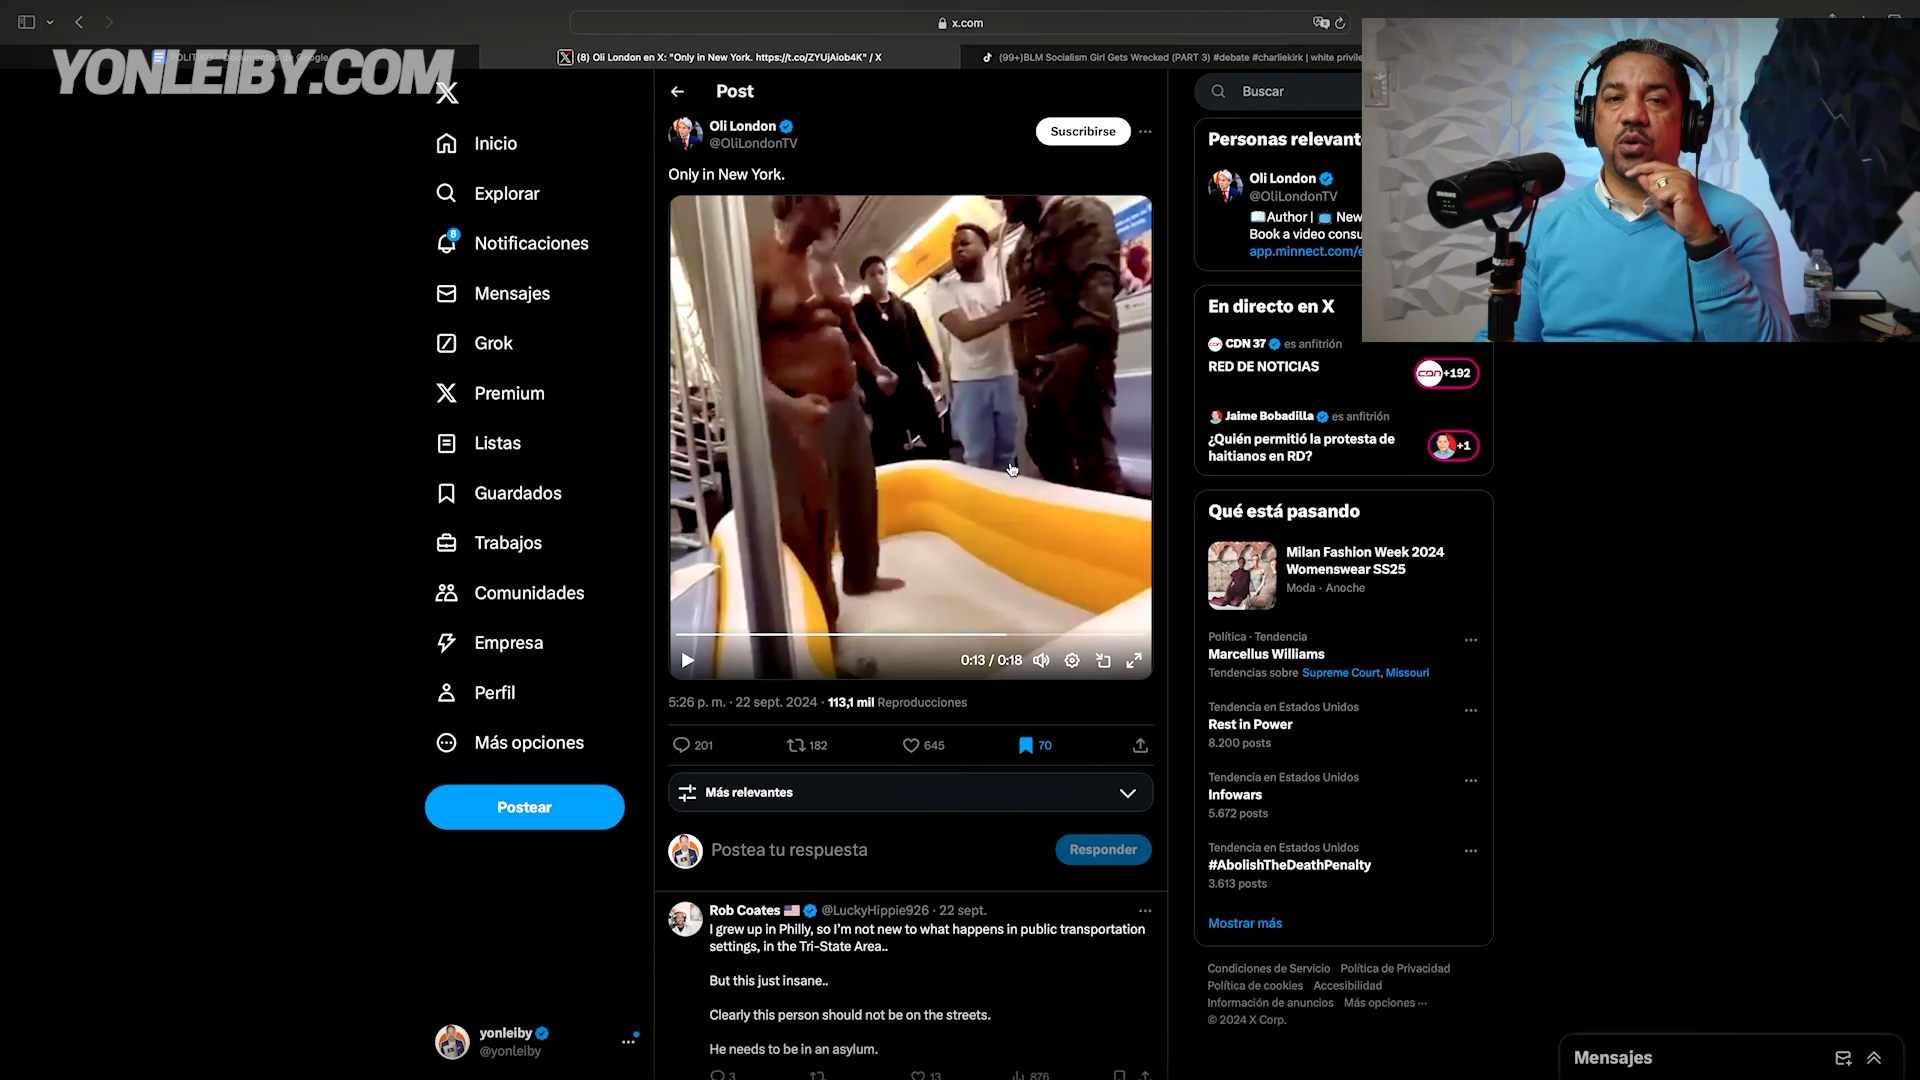 x.com
YONLEIBY.COM
(8) Oli London en X: "Only in New York. https://t.co/ZYUjAiob4K" / X
(99+)BLM Socialism Girl Gets Wrecked (PART 3) #debate #charliekirk | white privile
Inicio
Explorar
8
Notificaciones
Mensajes
Grok
Premium
Listas
Guardados
Trabajos
Comunidades
Empresa
Perfil
Más opciones
Postear
yonleiby
@yonleiby
Post
Oli London
@OliLondonTV
Suscribirse
Only in New York.
0:13 / 0:18
5:26 p. m. · 22 sept. 2024 · 113,1 mil Reproducciones
201 182 645 70
Más relevantes
Postea tu respuesta
Responder
Rob Coates @LuckyHippie926 · 22 sept.
I grew up in Philly, so I'm not new to what happens in public transportation
settings, in the Tri-State Area..
But this just insane..
Clearly this person should not be on the streets.
He needs to be in an asylum.
3 13 876
Buscar
Personas relevant
Oli London
@OliLondonTV
Author | New
Book a video consu
app.minnect.com/e
En directo en X
CDN 37 es anfitrión
RED DE NOTICIAS
CDN +192
Jaime Bobadilla es anfitrión
¿Quién permitió la protesta de
haitianos en RD?
+1
Qué está pasando
Milan Fashion Week 2024
Womenswear SS25
Moda · Anoche
Política · Tendencia
Marcellus Williams
Tendencias sobre Supreme Court, Missouri
Tendencia en Estados Unidos
Rest in Power
8.200 posts
Tendencia en Estados Unidos
Infowars
5.672 posts
Tendencia en Estados Unidos
#AbolishTheDeathPenalty
3.613 posts
Mostrar más
Condiciones de Servicio Política de Privacidad
Política de cookies Accesibilidad
Información de anuncios Más opciones ···
© 2024 X Corp.
Mensajes